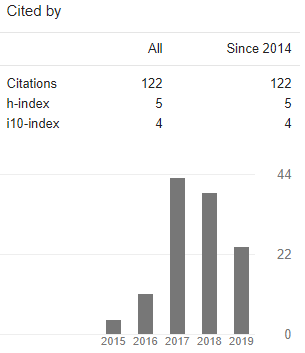 Cited by
All Since 2014
Citations 122 122
h-index 5 5
i10-index 4 4
44
22
0
2015 2016 2017 2018 2019